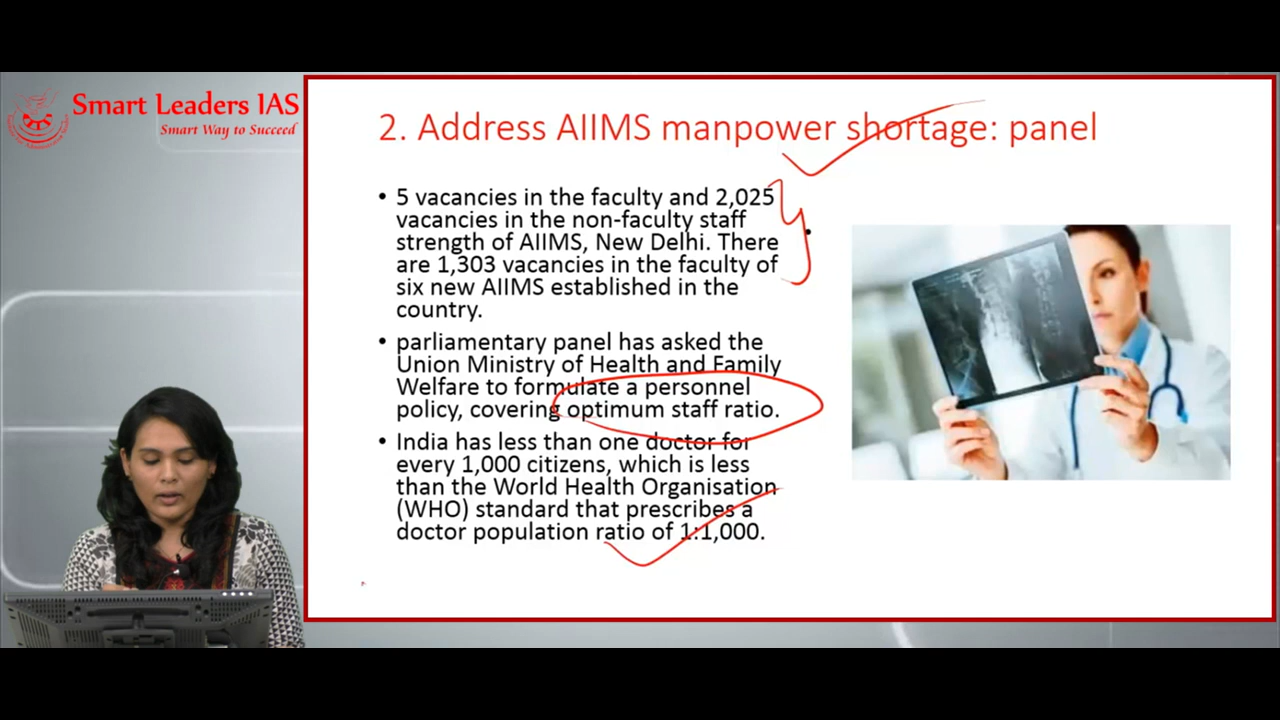 Smart Leaders IAS
Smart Way to Succeed
2. Address AIIMS manpower shortage: panel
• 5 vacancies in the faculty and 2,025
vacancies in the non-faculty staff
strength of AIIMS, New Delhi. There
are 1,303 vacancies in the faculty of
six new AIIMS established in the
country.
• parliamentary panel has asked the
Union Ministry of Health and Family
Welfare to formulate a personnel
policy, covering optimum staff ratio.
• India has less than one doctor for
every 1,000 citizens, which is less
than the World Health Organisation
(WHO) standard that prescribes a
doctor population ratio of 1:1,000.